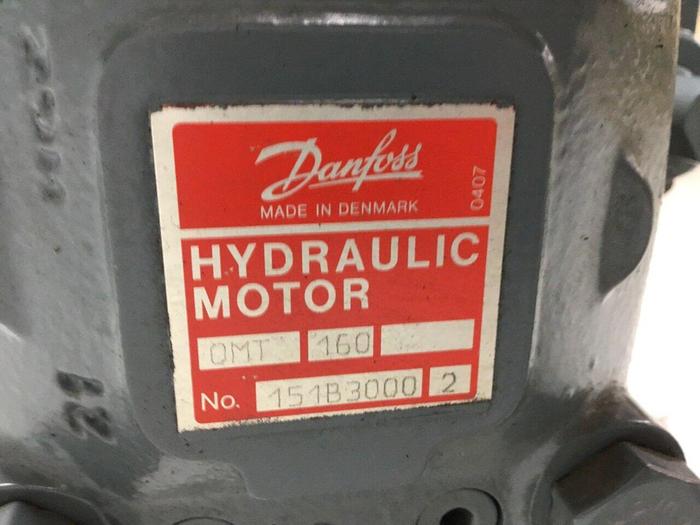 Danfoss
MADE IN DENMARK
0407
HYDRAULIC
MOTOR
OMT 160
No. 151B3000 2